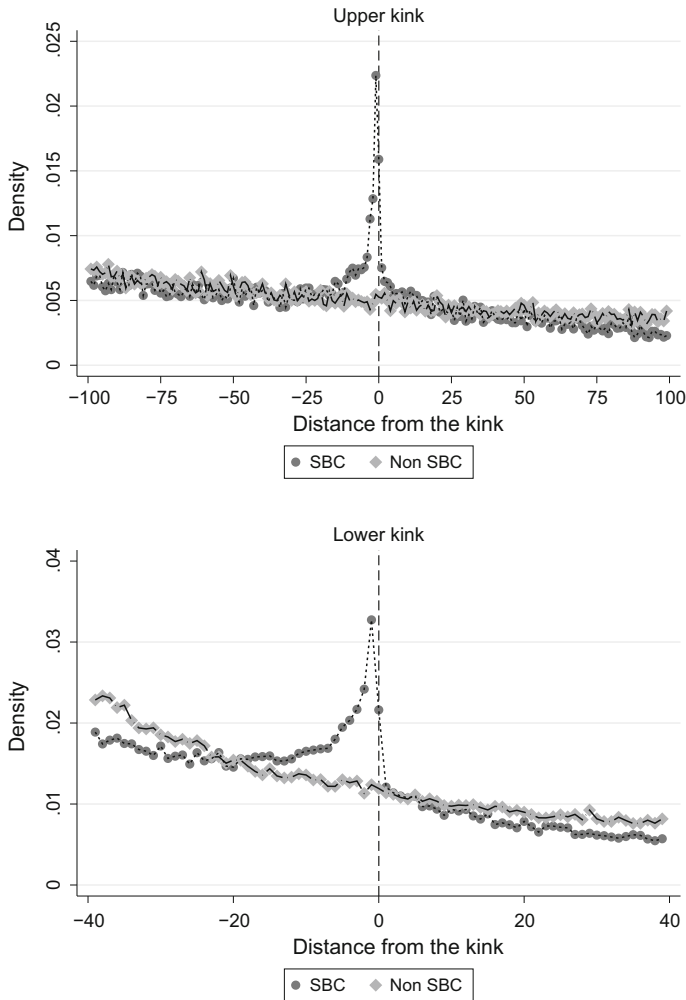 Upper kink
.025
.02
.015
.01
.005
0
Density
−100 −75 −50 −25 0 25 50 75 100
Distance from the kink
SBC Non SBC
Lower kink
.04
.03
.02
.01
0
Density
−40 −20 0 20 40
Distance from the kink
SBC Non SBC